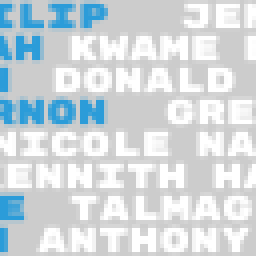 ILIP JEN
AH KWAME
DONALD
RNON GRE
NICOLE NA
ENNITH HA
E TALMAG
ANTHONY